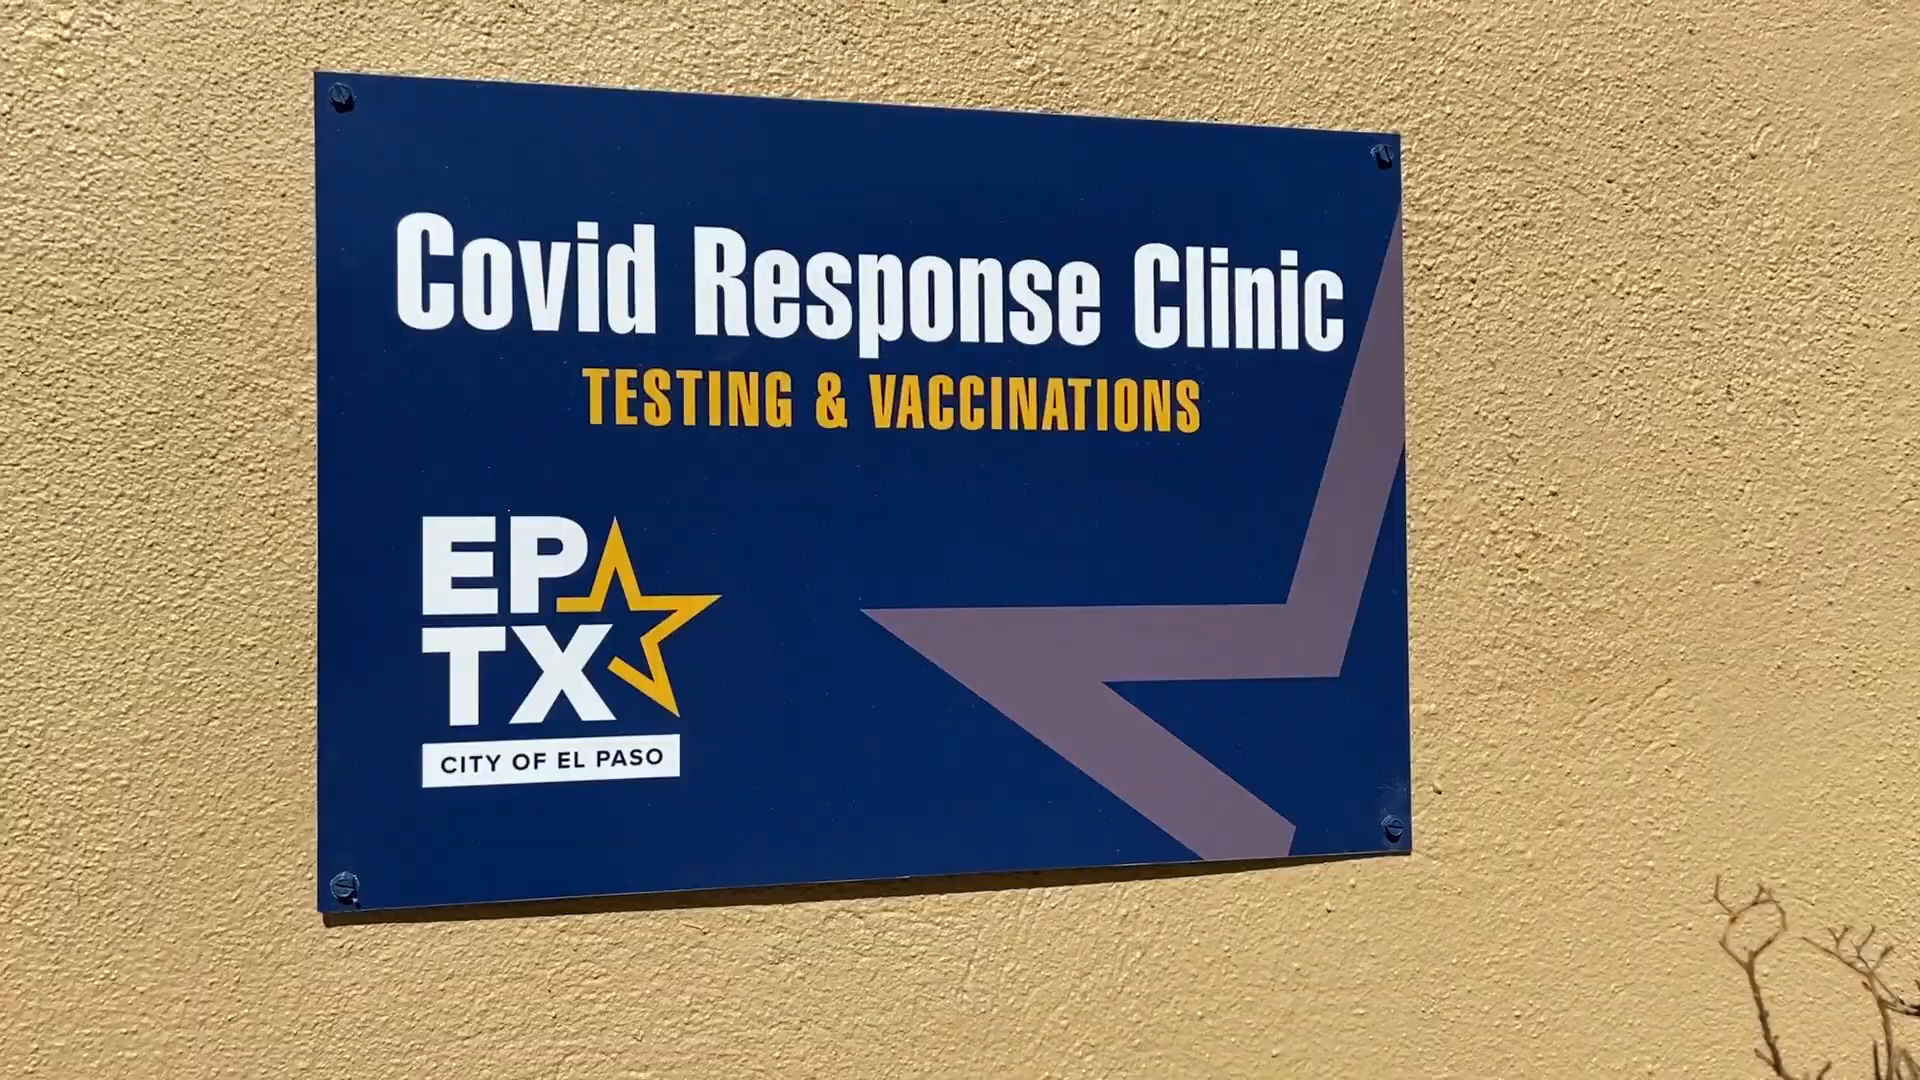 Covid Response Clinic
TESTING & VACCINATIONS
EP
TX
CITY OF EL PASO